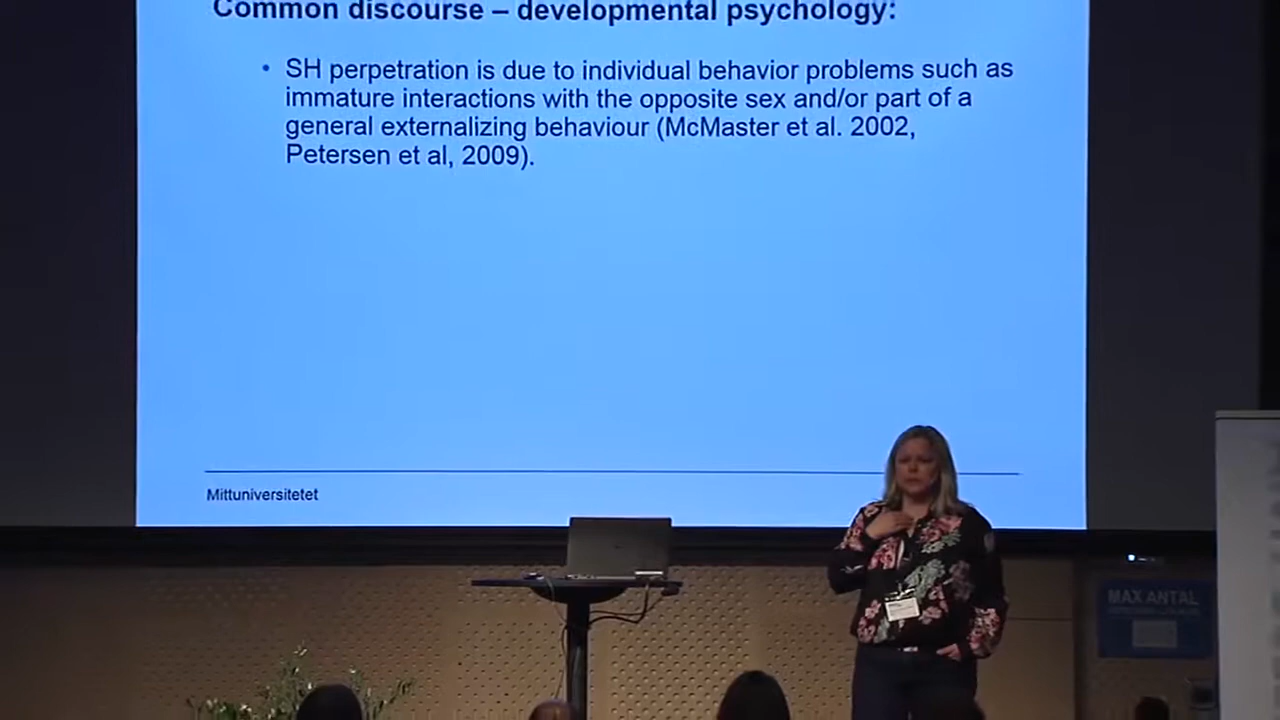 Common discourse – developmental psychology:
• SH perpetration is due to individual behavior problems such as
immature interactions with the opposite sex and/or part of a
general externalizing behaviour (McMaster et al. 2002,
Petersen et al, 2009).
Mittuniversitetet
MAX ANTAL